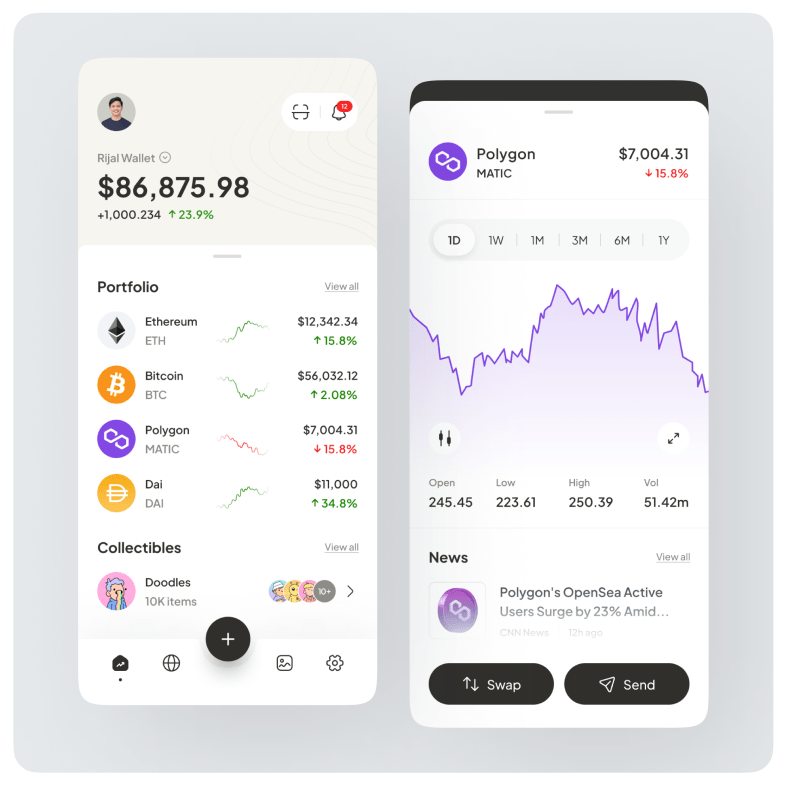 12
Rijal Wallet
$86,875.98
+1,000.234 23.9%
Portfolio View all
Ethereum $12,342.34
ETH 15.8%
Bitcoin $56,032.12
BTC 2.08%
Polygon $7,004.31
MATIC 15.8%
Dai $11,000
DAI 34.8%
Collectibles View all
Doodles
10K items 10+
Polygon $7,004.31
MATIC 15.8%
1D 1W 1M 3M 6M 1Y
Open Low High Vol
245.45 223.61 250.39 51.42m
News View all
Polygon's OpenSea Active
Users Surge by 23% Amid...
CNN News 12h ago
Swap Send